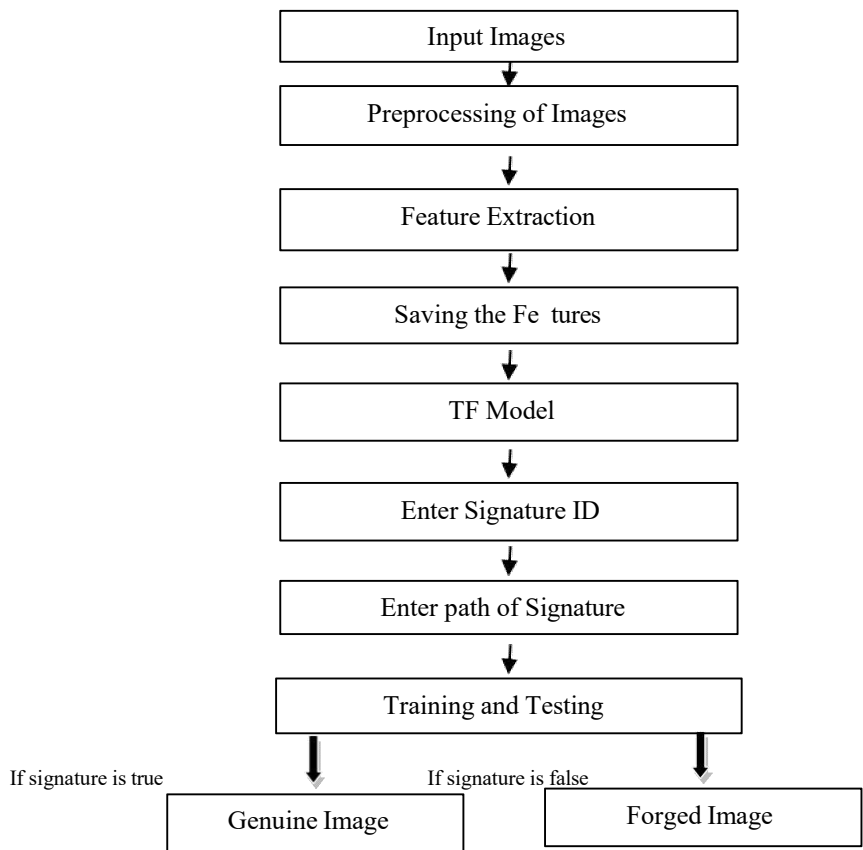 Input Images
Preprocessing of Images
Feature Extraction
Saving the Fe tures
TF Model
Enter Signature ID
Enter path of Signature
Training and Testing
If signature is true
If signature is false
Genuine Image
Forged Image